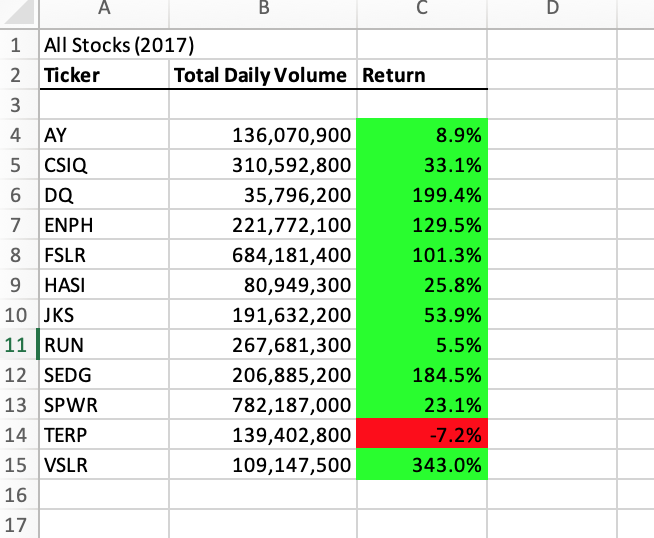 A B C D
1 All Stocks (2017)
2 Ticker Total Daily Volume Return
3
4 AY 136,070,900 8.9%
5 CSIQ 310,592,800 33.1%
6 DQ 35,796,200 199.4%
7 ENPH 221,772,100 129.5%
8 FSLR 684,181,400 101.3%
9 HASI 80,949,300 25.8%
10 JKS 191,632,200 53.9%
11 RUN 267,681,300 5.5%
12 SEDG 206,885,200 184.5%
13 SPWR 782,187,000 23.1%
14 TERP 139,402,800 -7.2%
15 VSLR 109,147,500 343.0%
16
17